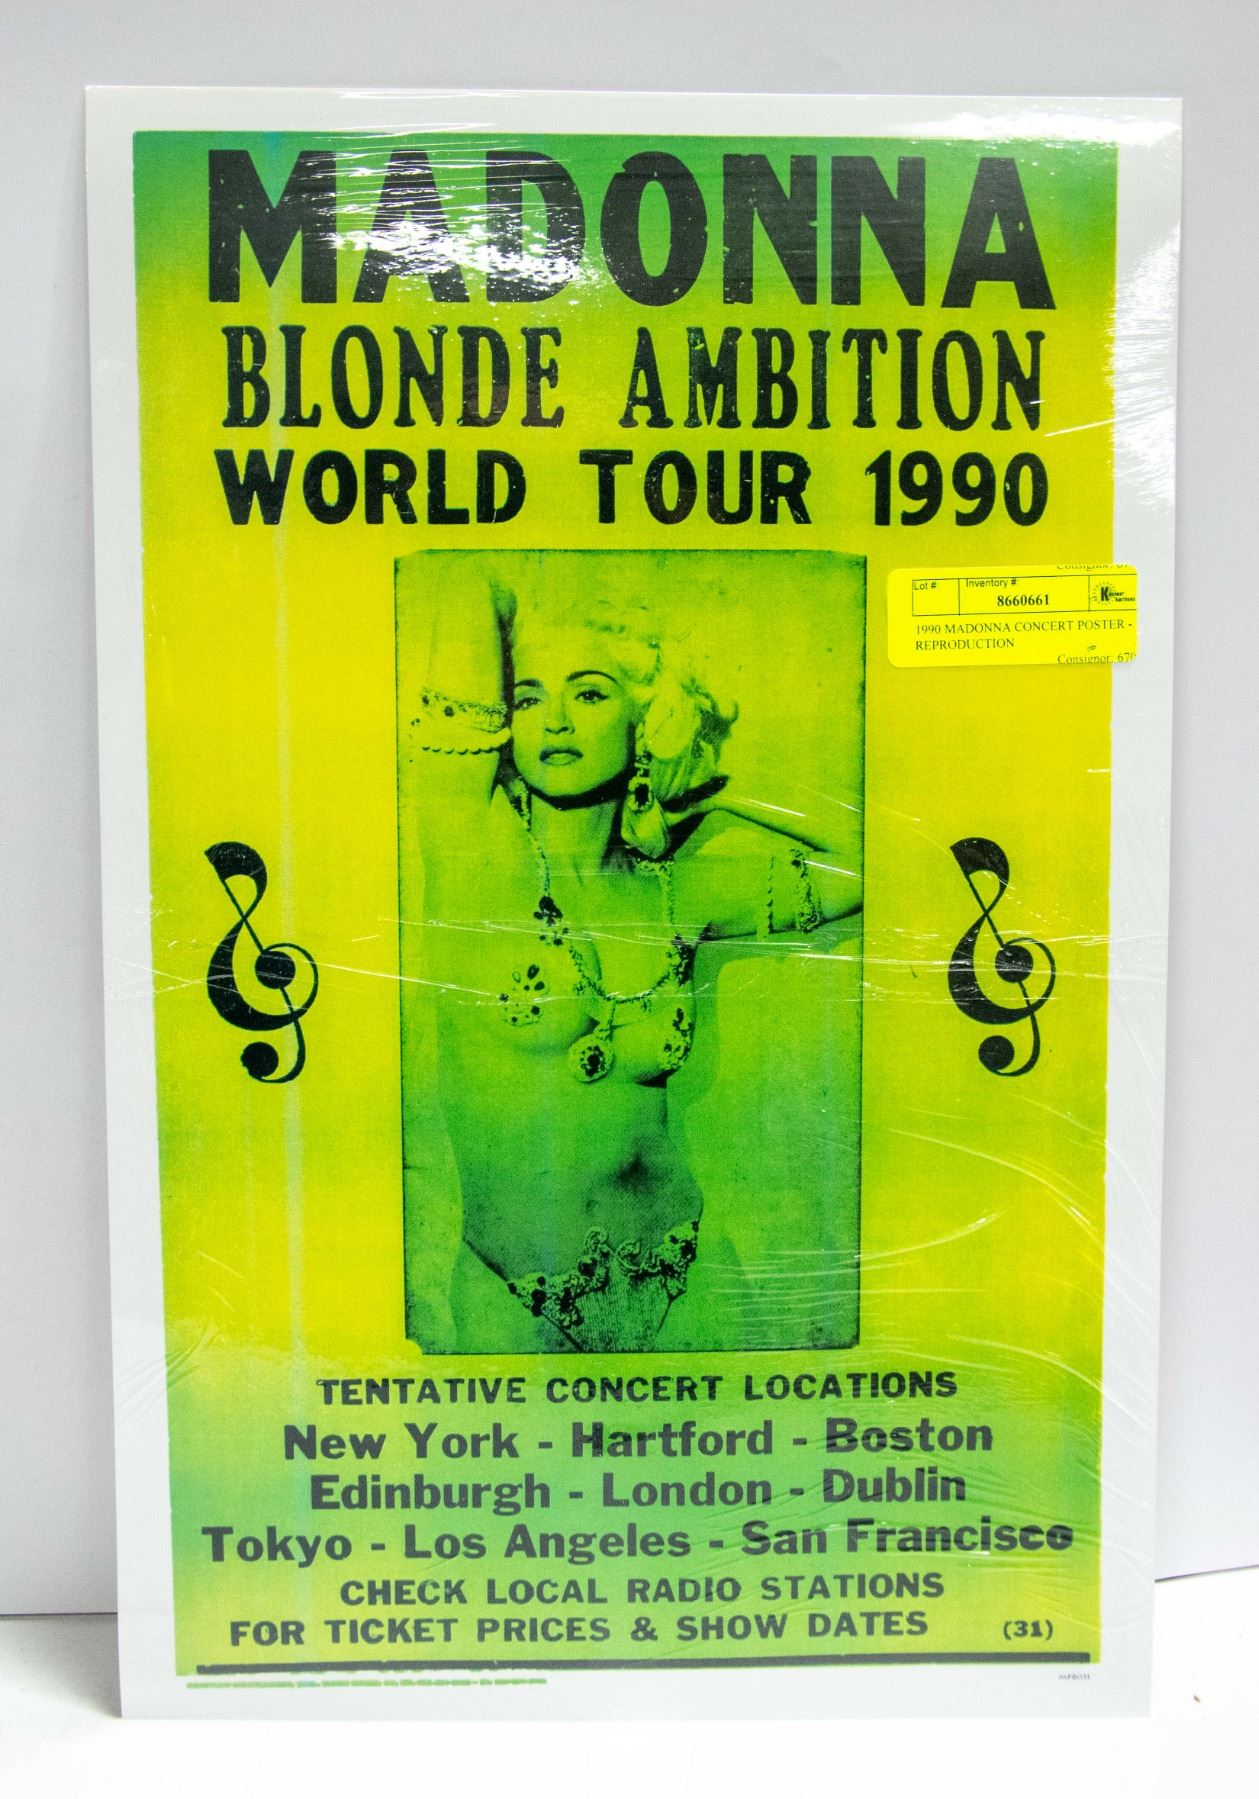 MADONNA
BLONDE AMBITION
WORLD TOUR 1990
Lot #:
Inventory #:
8660661
1990 MADONNA CONCERT POSTER -
REPRODUCTION
TENTATIVE CONCERT LOCATIONS
New York - Hartford - Boston
Edinburgh - London - Dublin
Tokyo - Los Angeles - San Francisco
CHECK LOCAL RADIO STATIONS
FOR TICKET PRICES & SHOW DATES (31)